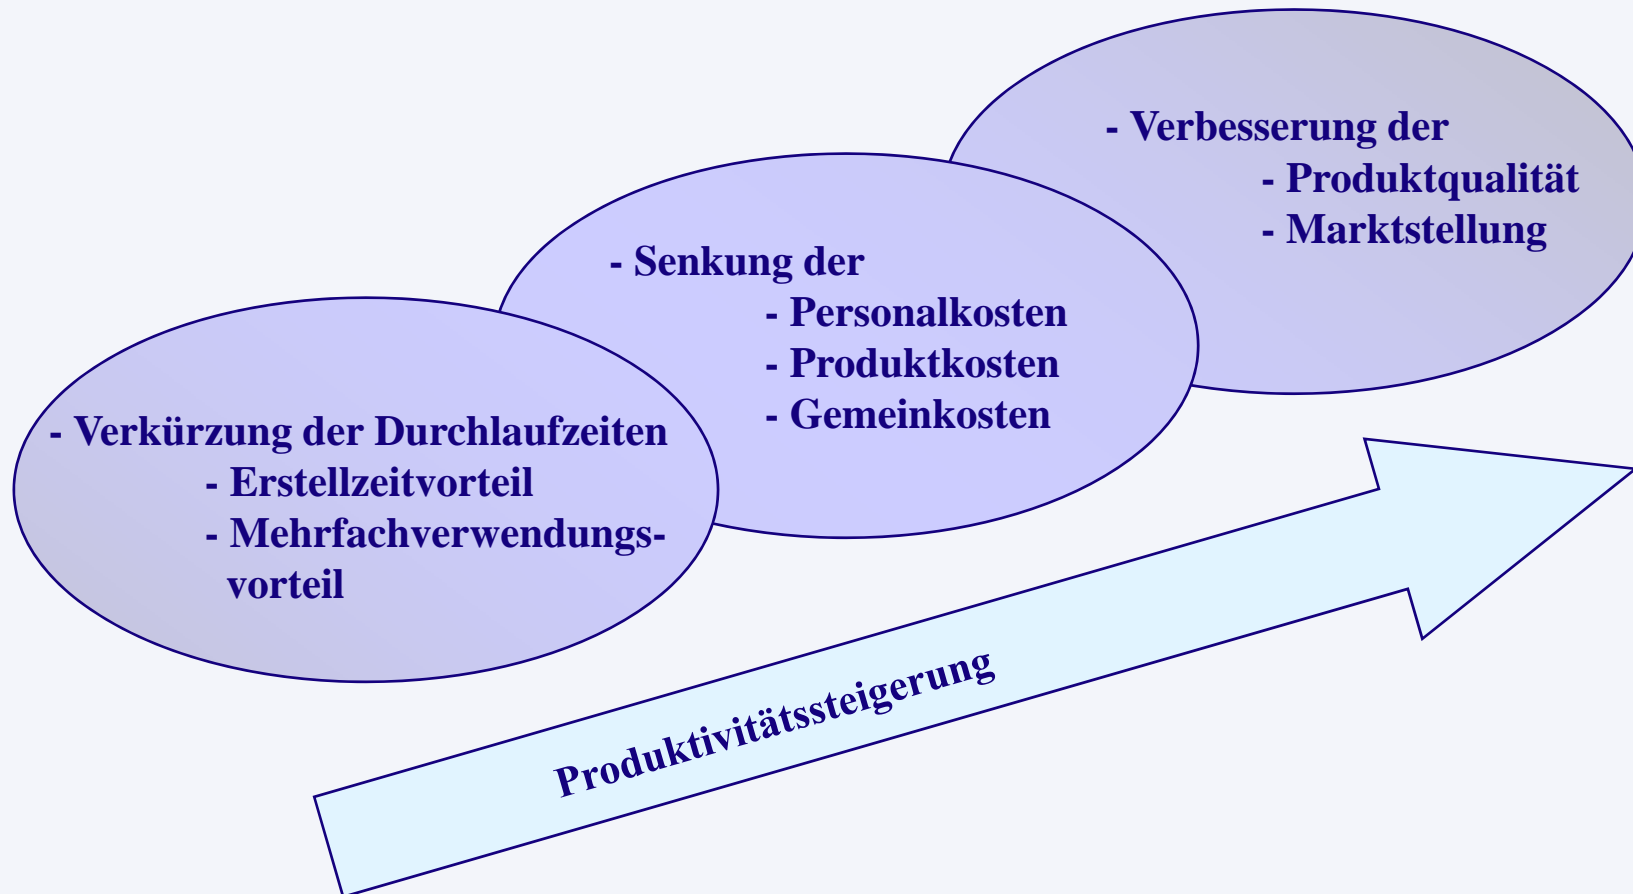 - Verkürzung der Durchlaufzeiten
- Erstellzeitvorteil
- Mehrfachverwendungs-
vorteil
- Senkung der
- Personalkosten
- Produktkosten
- Gemeinkosten
- Verbesserung der
- Produktqualität
- Marktstellung
Produktivitätssteigerung